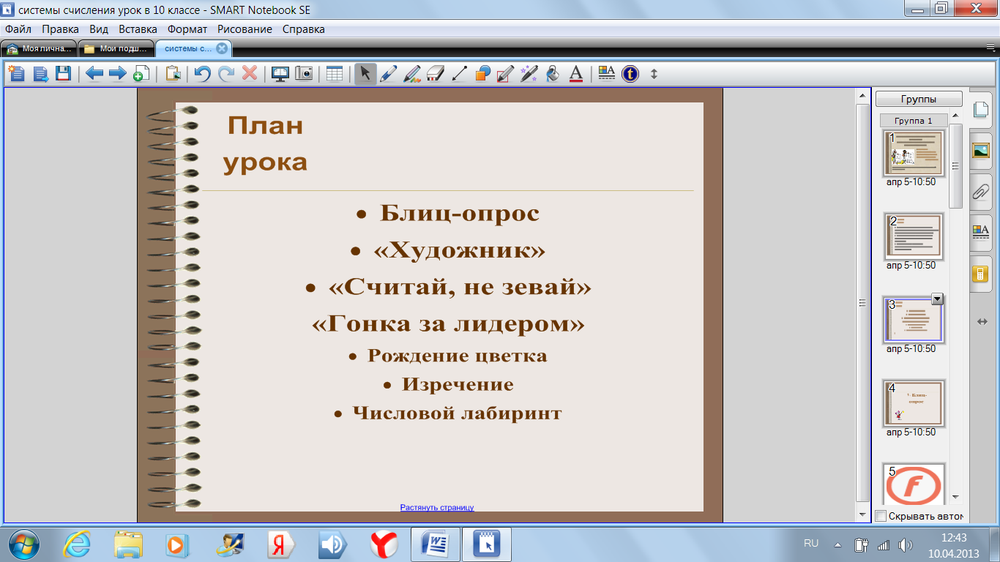 системы счисления урок в 10 классе - SMART Notebook SE
Файл Правка Вид Вставка Формат Рисование Справка
Моя лична... Мои подш... системы с...
План
урока
• Блиц-опрос
• «Художник»
• «Считай, не зевай»
«Гонка за лидером»
• Рождение цветка
• Изречение
• Числовой лабиринт
Растянуть страницу
Группы
Группа 1
1
апр 5-10:50
2
апр 5-10:50
3
апр 5-10:50
4
1. Блиц-
опрос
апр 5-10:50
5
Скрывать автом
RU
12:43
10.04.2013